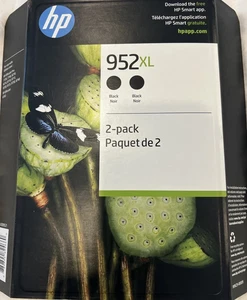 Download the free
HP Smart app.
Téléchargez l'application
HP Smart gratuite.
hpapp.com
hp
952XL
Black
Noir
Black
Noir
2-pack
Paquet de 2